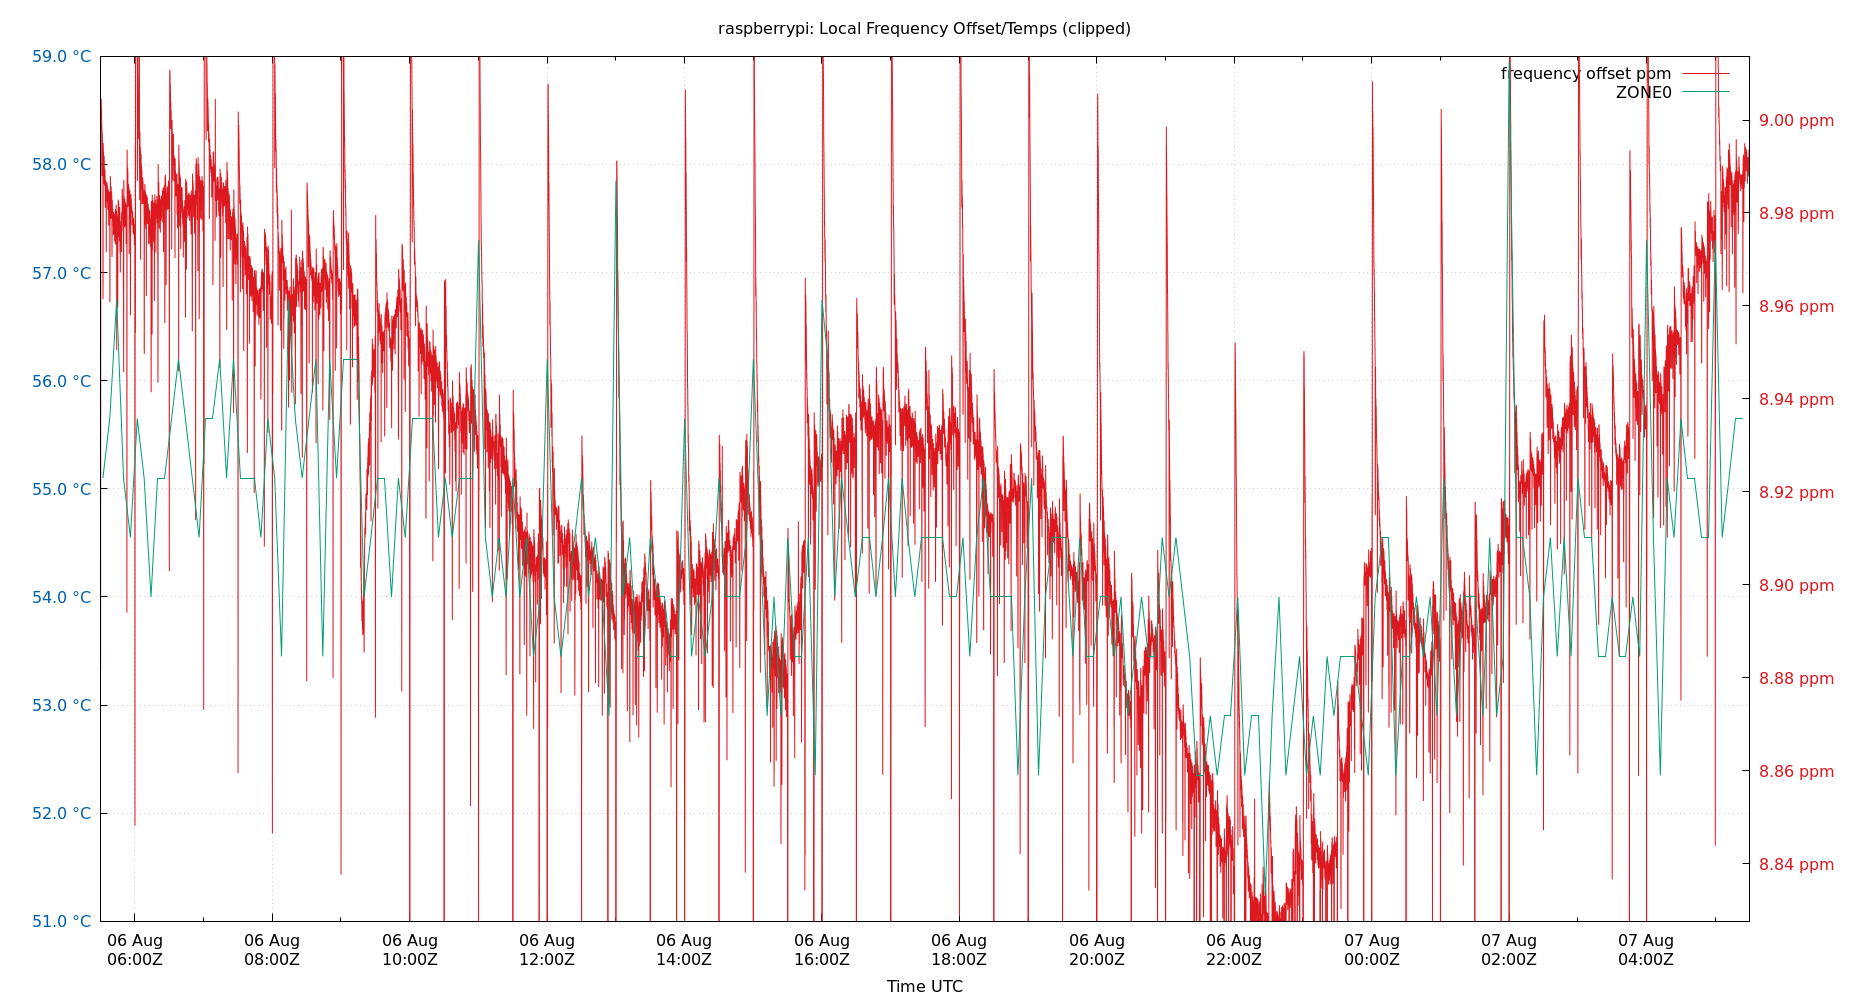 raspberrypi: Local Frequency Offset/Temps (clipped)
59.0 °C
58.0 °C
57.0 °C
56.0 °C
55.0 °C
54.0 °C
53.0 °C
52.0 °C
51.0 °C
frequency offset ppm
ZONE0
9.00 ppm
8.98 ppm
8.96 ppm
8.94 ppm
8.92 ppm
8.90 ppm
8.88 ppm
8.86 ppm
8.84 ppm
06 Aug
06:00Z
06 Aug
08:00Z
06 Aug
10:00Z
06 Aug
12:00Z
06 Aug
14:00Z
06 Aug
16:00Z
06 Aug
18:00Z
06 Aug
20:00Z
06 Aug
22:00Z
07 Aug
00:00Z
07 Aug
02:00Z
07 Aug
04:00Z
Time UTC